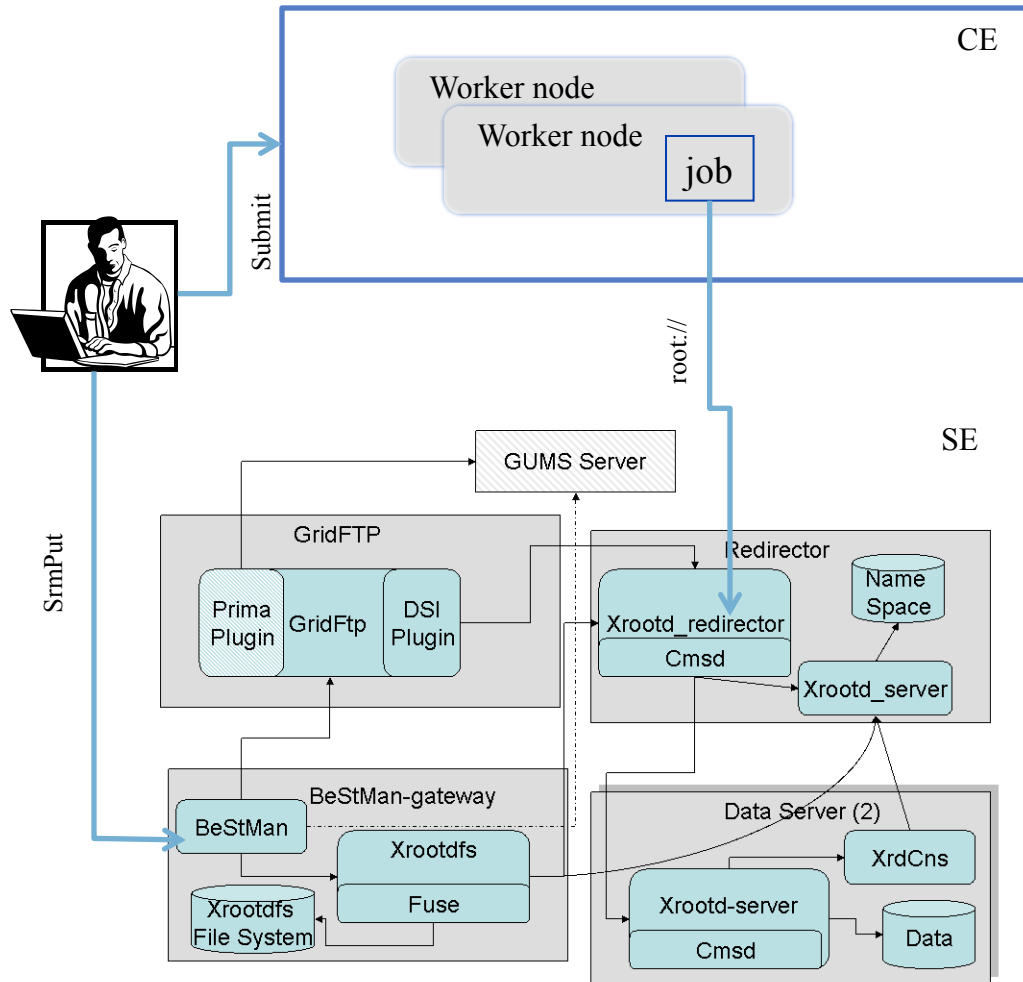 CE
Worker node
Worker node
job
Submit
root://
SE
GUMS Server
SrmPut
GridFTP
Prima
Plugin
GridFtp
DSI
Plugin
Redirector
Name
Space
Xrootd_redirector
Cmsd
Xrootd_server
BeStMan-gateway
BeStMan
Xrootdfs
Fuse
Xrootdfs
File System
Data Server (2)
XrdCns
Xrootd-server
Cmsd
Data